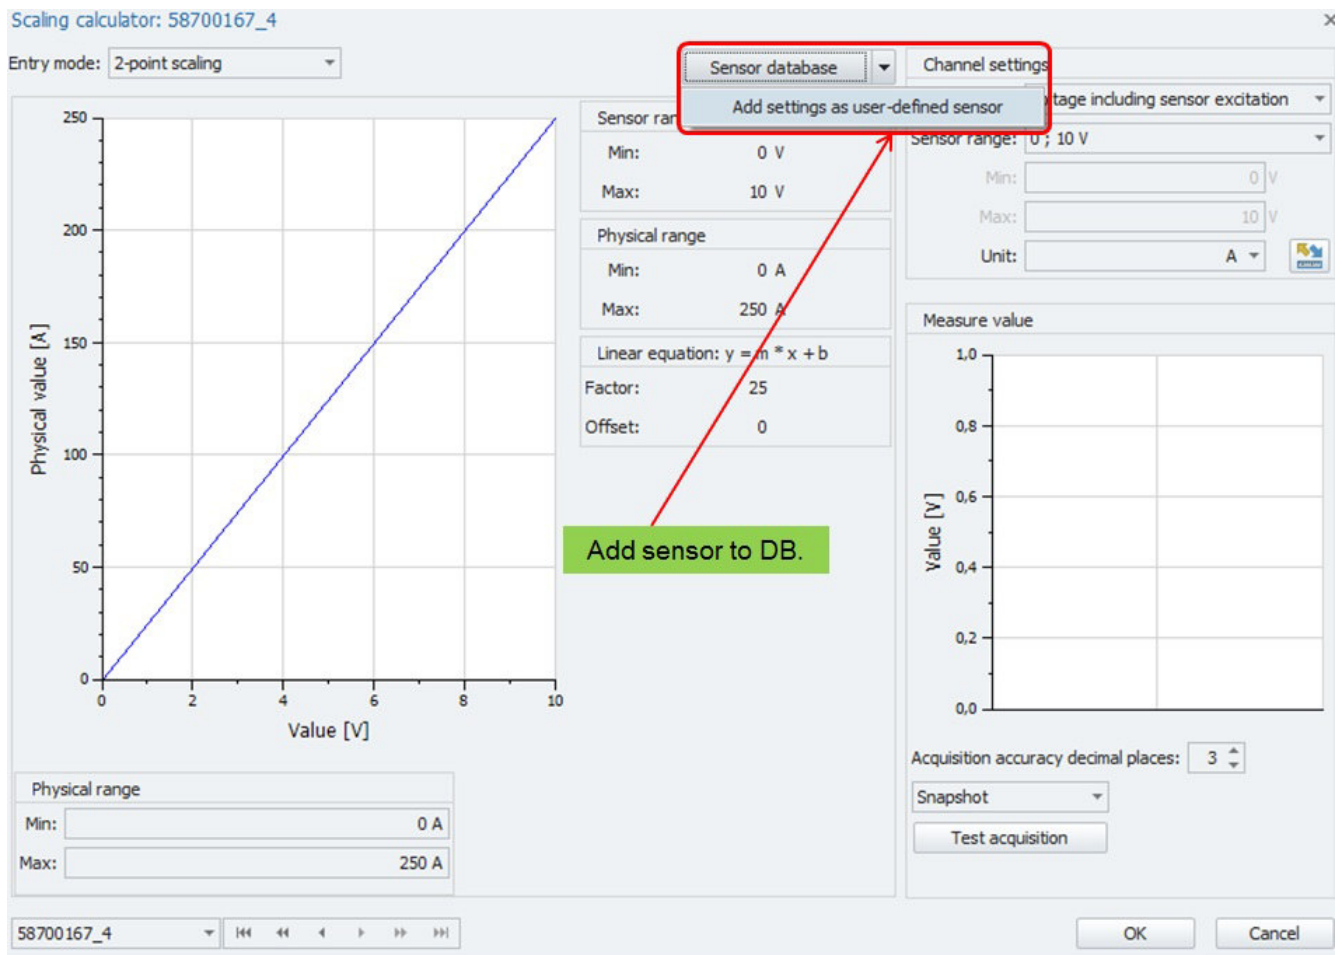 Scaling calculator: 58700167_4
Entry mode: 2-point scaling
Sensor database
Add settings as user-defined sensor
250
200
150
100
50
0
Physical value [A]
0 2 4 6 8 10
Value [V]
Sensor ran
Min: 0 V
Max: 10 V
Physical range
Min: 0 A
Max: 250 A
Linear equation: y = m * x + b
Factor: 25
Offset: 0
Add sensor to DB.
Channel settings
tage including sensor excitation
Sensor range: 0 ; 10 V
Min: 0 V
Max: 10 V
Unit: A
Measure value
1,0
0,8
0,6
0,4
0,2
0,0
Value [V]
Acquisition accuracy decimal places: 3
Snapshot
Test acquisition
Physical range
Min: 0 A
Max: 250 A
58700167_4
OK Cancel